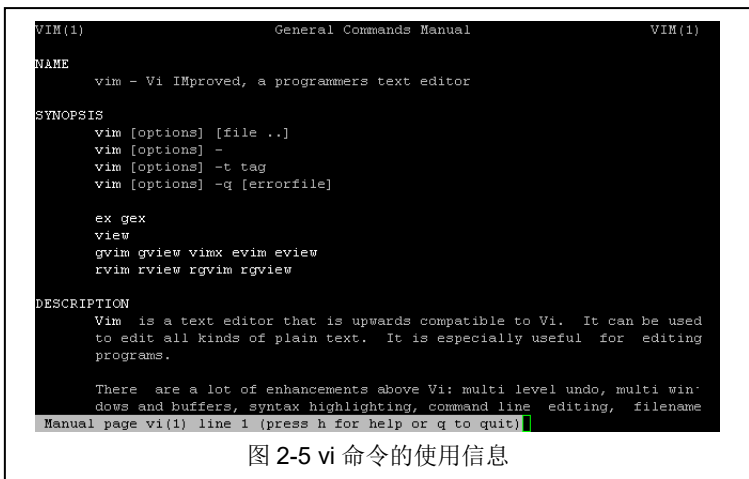 VIM(1) General Commands Manual VIM(1)
NAME
vim - Vi IMproved, a programmers text editor
SYNOPSIS
vim [options] [file ..]
vim [options] -
vim [options] -t tag
vim [options] -q [errorfile]
ex gex
view
gvim gview vimx evim eview
rvim rview rgvim rgview
DESCRIPTION
Vim is a text editor that is upwards compatible to Vi. It can be used
to edit all kinds of plain text. It is especially useful for editing
programs.
There are a lot of enhancements above Vi: multi level undo, multi win-
dows and buffers, syntax highlighting, command line editing, filename
Manual page vi(1) line 1 (press h for help or q to quit)
图 2-5 vi 命令的使用信息